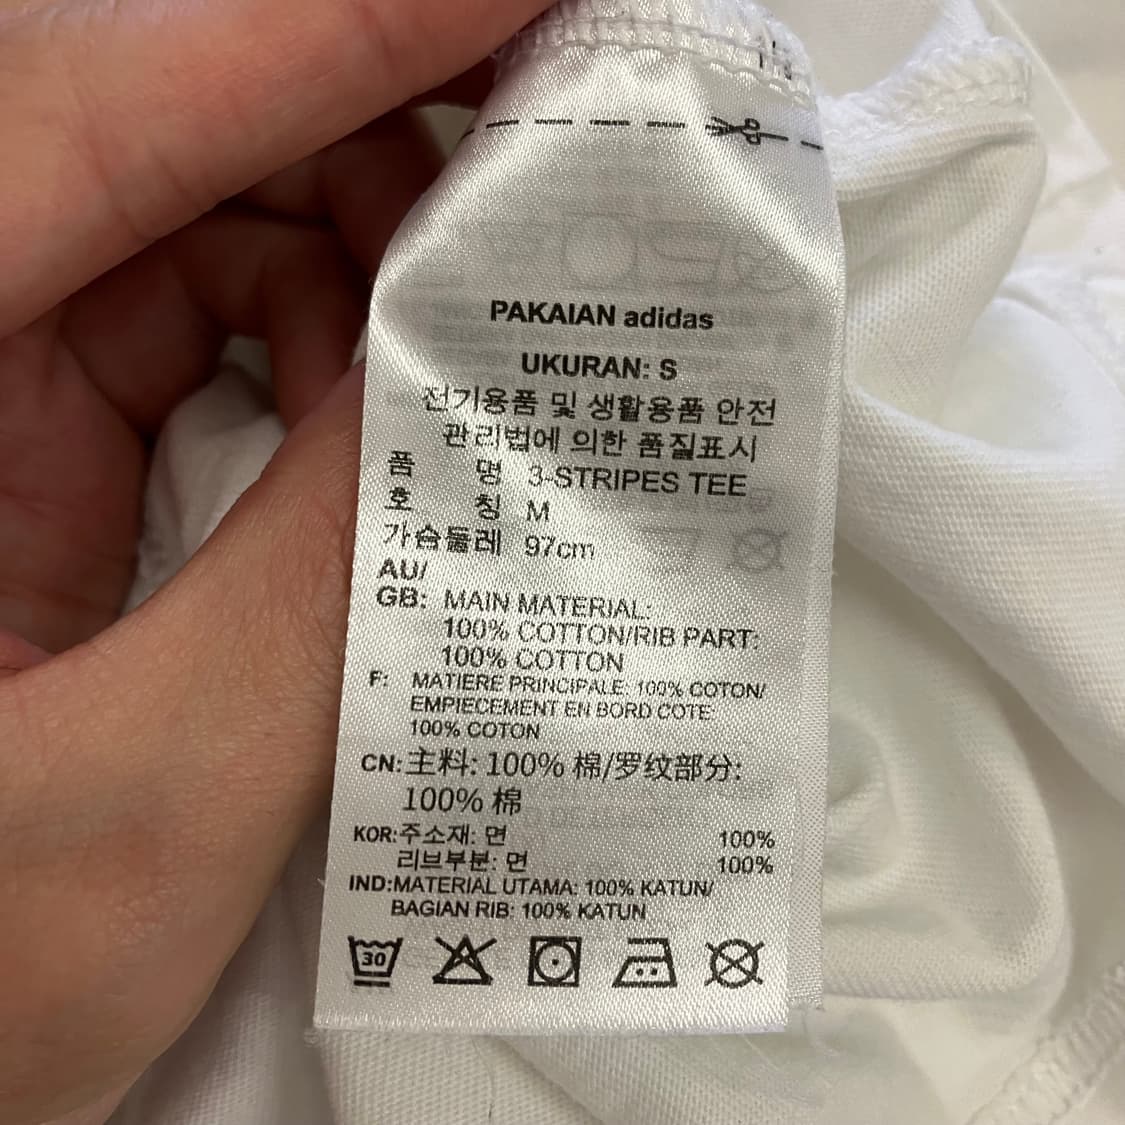 PAKAIAN adidas
UKURAN: S
전기용품 및 생활용품 안전
관리법에 의한 품질표시
품 명 3-STRIPES TEE
호 칭 M
가슴둘레 97cm
AU/
GB: MAIN MATERIAL:
100% COTTON/RIB PART:
100% COTTON
F: MATIERE PRINCIPALE: 100% COTON/
EMPIECEMENT EN BORD COTE:
100% COTON
CN: 主料: 100% 棉/罗纹部分:
100% 棉
KOR: 주소재: 면 100%
리브부분: 면 100%
IND: MATERIAL UTAMA: 100% KATUN/
BAGIAN RIB: 100% KATUN
30